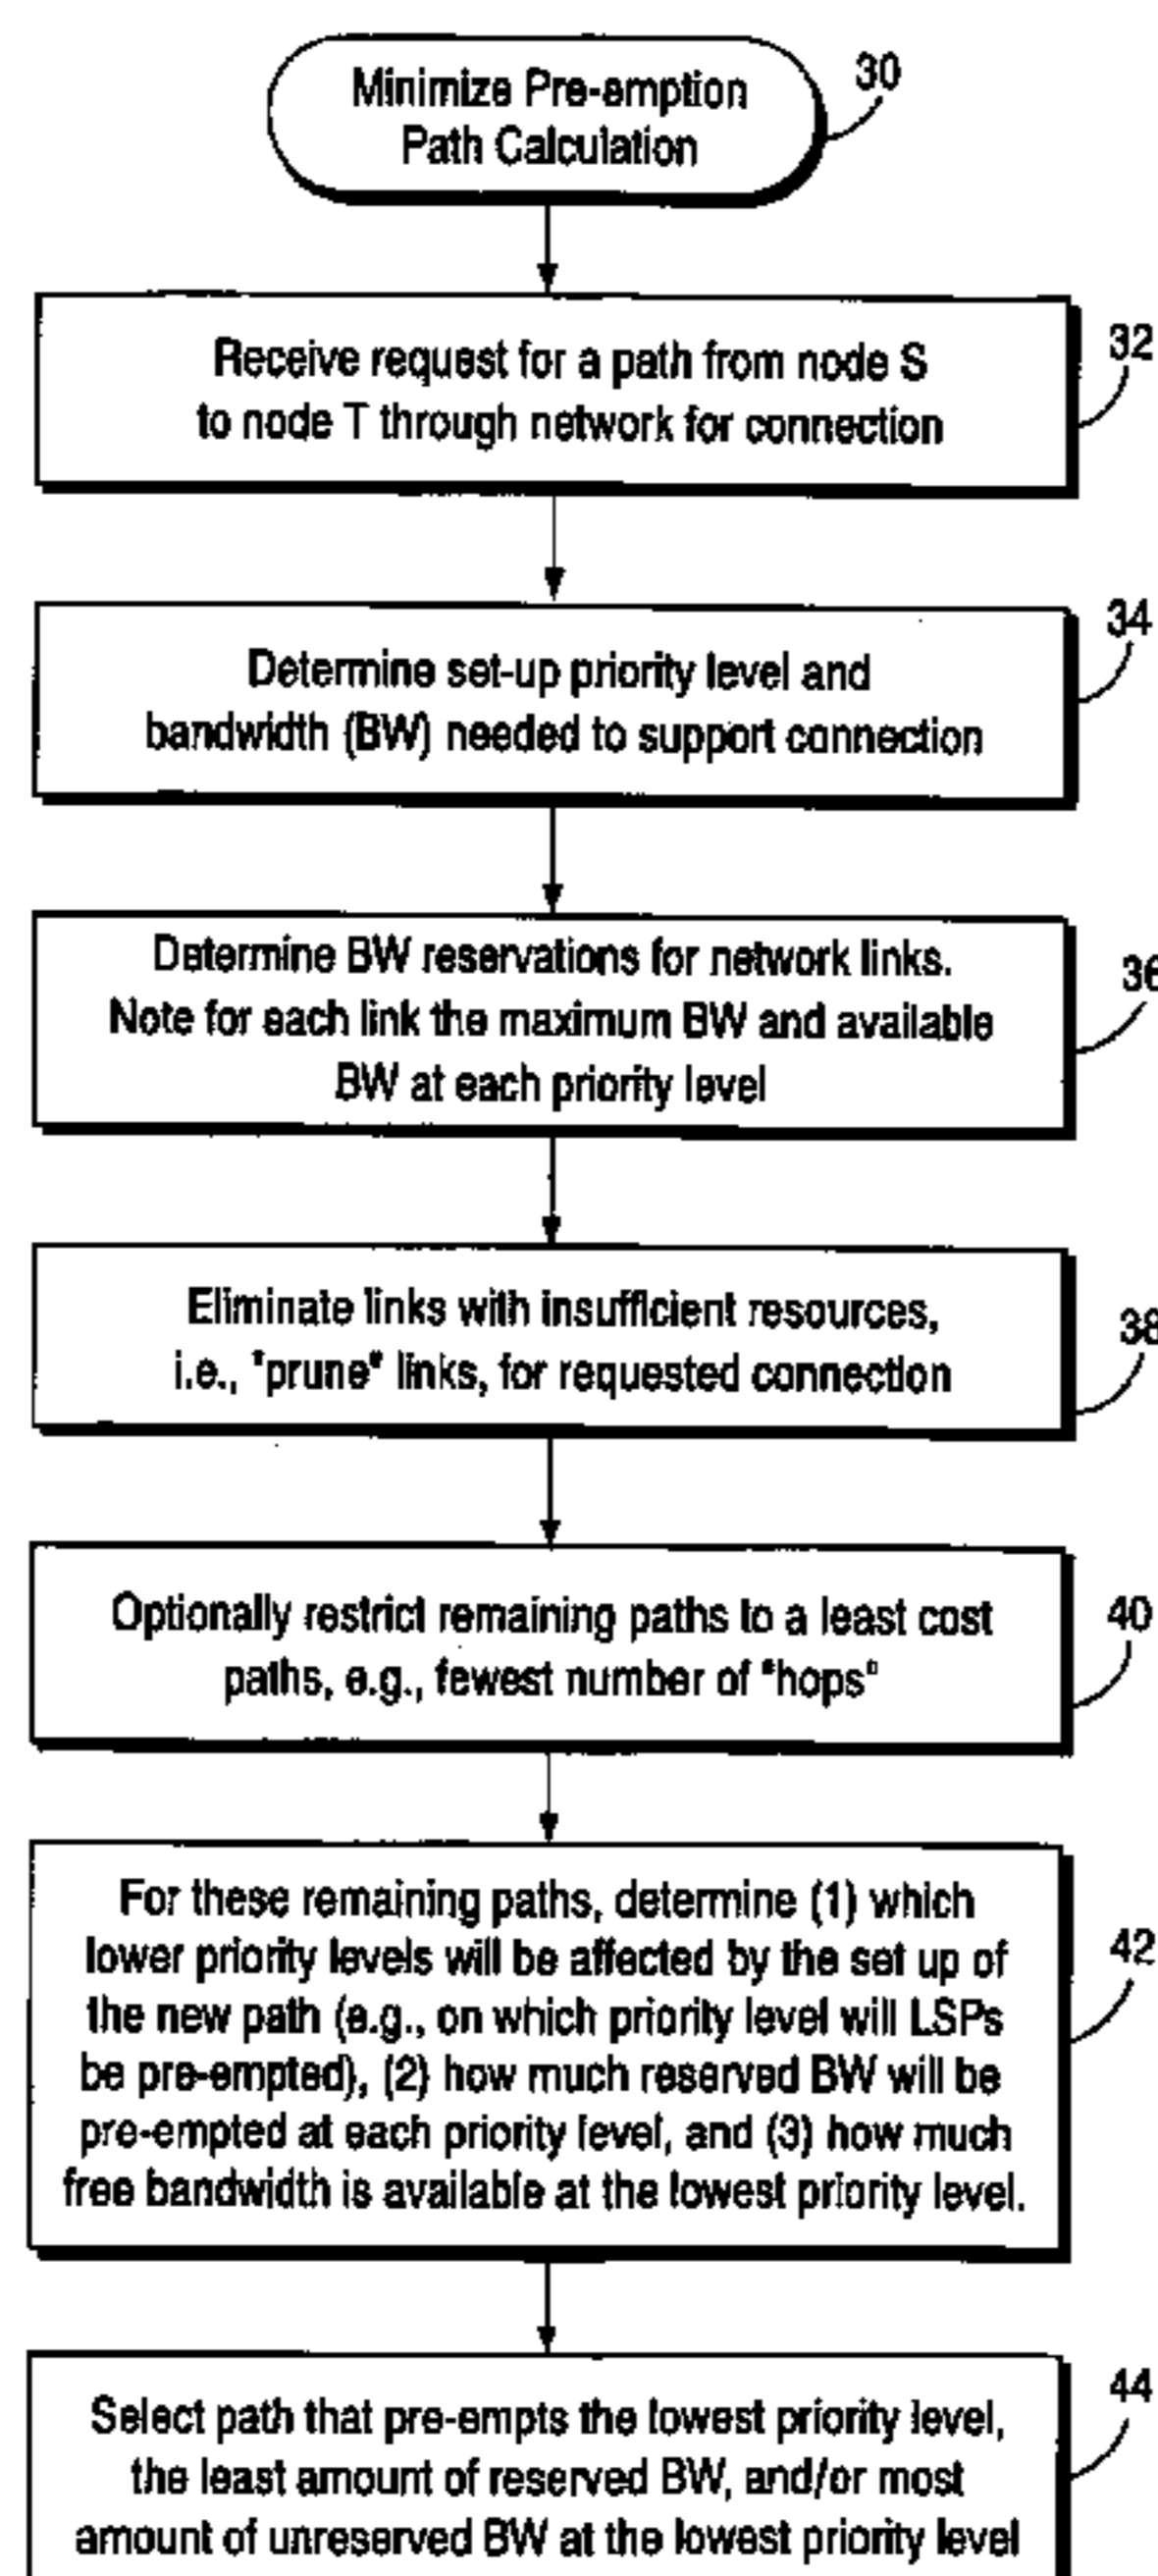 Minimize Pre-emption
Path Calculation
30
Receive request for a path from node S
to node T through network for connection
32
Determine set-up priority level and
bandwidth (BW) needed to support connection
34
Determine BW reservations for network links.
Note for each link the maximum BW and available
BW at each priority level
36
Eliminate links with insufficient resources,
i.e., "prune" links, for requested connection
38
Optionally restrict remaining paths to a least cost
paths, e.g., fewest number of "hops"
40
For these remaining paths, determine (1) which
lower priority levels will be affected by the set up of
the new path (e.g., on which priority level will LSPs
be pre-empted), (2) how much reserved BW will be
pre-empted at each priority level, and (3) how much
free bandwidth is available at the lowest priority level.
42
Select path that pre-empts the lowest priority level,
the least amount of reserved BW, and/or most
amount of unreserved BW at the lowest priority level
44